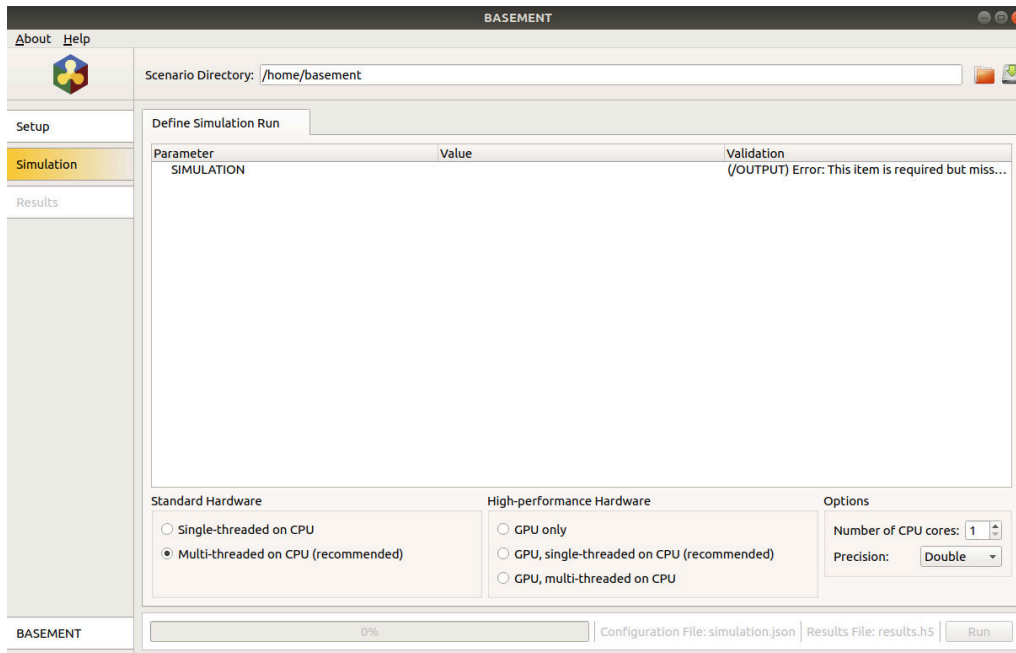 BASEMENT
About Help
Scenario Directory: /home/basement
Setup
Simulation
Results
Define Simulation Run
Parameter Value Validation
SIMULATION (/OUTPUT) Error: This item is required but miss...
Standard Hardware High-performance Hardware Options
Single-threaded on CPU GPU only Number of CPU cores: 1
Multi-threaded on CPU (recommended) GPU, single-threaded on CPU (recommended) Precision: Double
GPU, multi-threaded on CPU
BASEMENT 0% Configuration File: simulation.json Results File: results.h5 Run